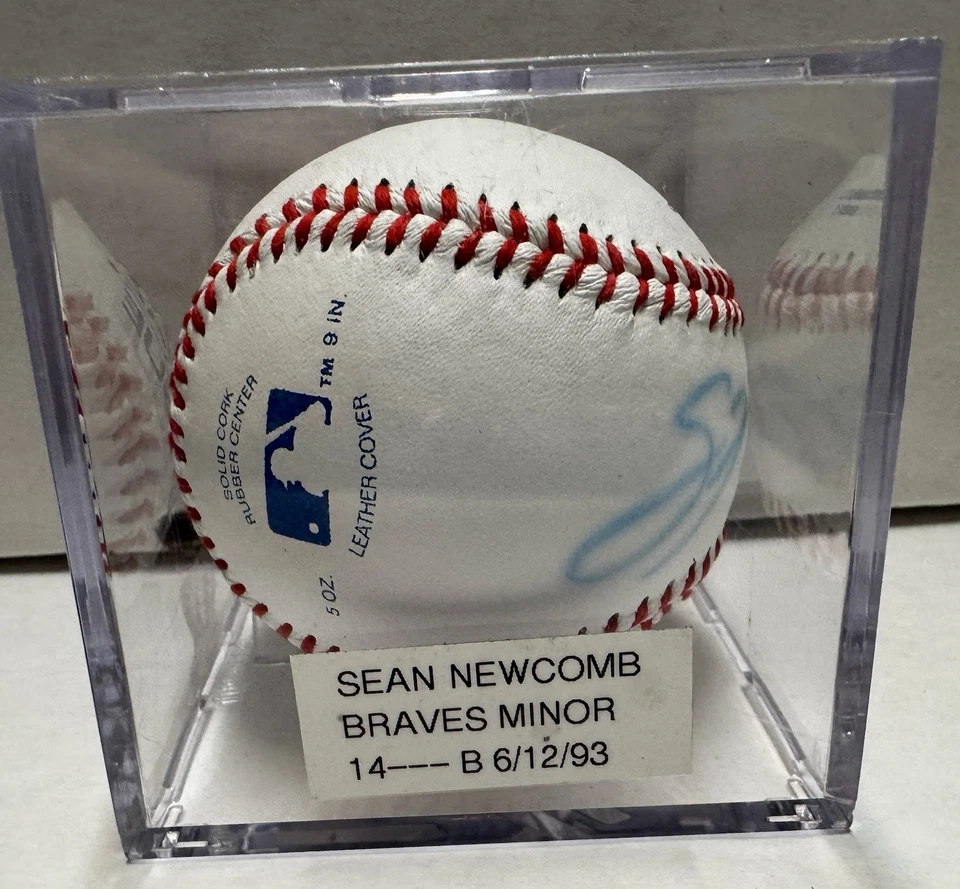 SOLID CORK
RUBBER CENTER
TM 9 IN.
LEATHER COVER
5 OZ.
SEAN NEWCOMB
BRAVES MINOR
14--- B 6/12/93